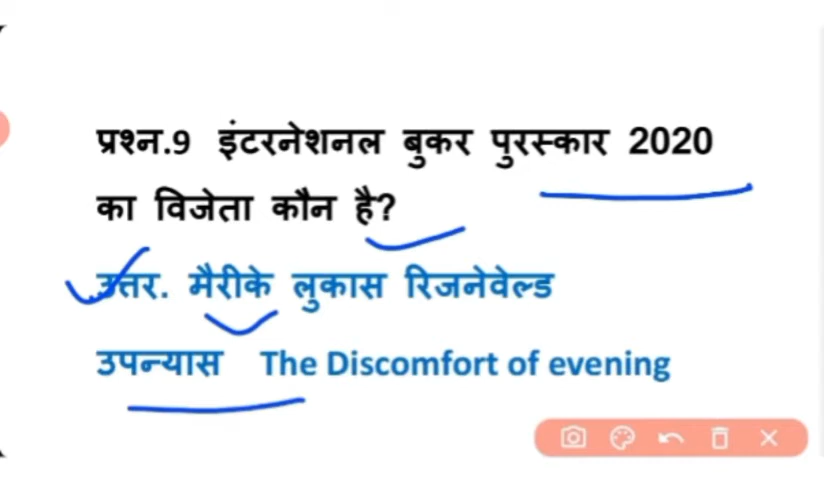 प्रश्न.9 इंटरनेशनल बुकर पुरस्कार 2020
का विजेता कौन है?
उत्तर. मैरीके लुकास रिजनेवेल्ड
उपन्यास The Discomfort of evening